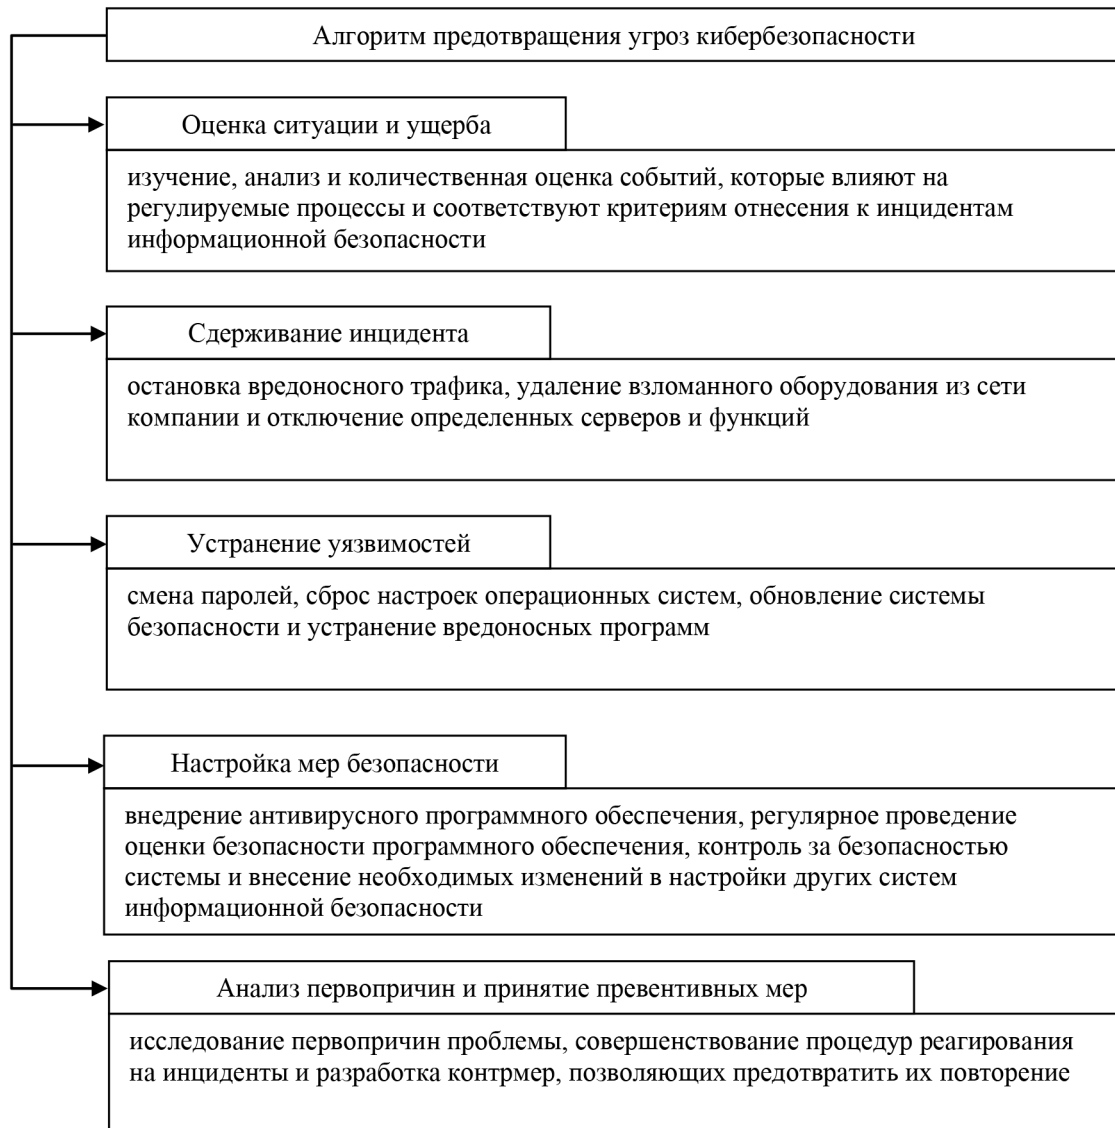 Алгоритм предотвращения угроз кибербезопасности
Оценка ситуации и ущерба
изучение, анализ и количественная оценка событий, которые влияют на
регулируемые процессы и соответствуют критериям отнесения к инцидентам
информационной безопасности
Сдерживание инцидента
остановка вредоносного трафика, удаление взломанного оборудования из сети
компании и отключение определенных серверов и функций
Устранение уязвимостей
смена паролей, сброс настроек операционных систем, обновление системы
безопасности и устранение вредоносных программ
Настройка мер безопасности
внедрение антивирусного программного обеспечения, регулярное проведение
оценки безопасности программного обеспечения, контроль за безопасностью
системы и внесение необходимых изменений в настройки других систем
информационной безопасности
Анализ первопричин и принятие превентивных мер
исследование первопричин проблемы, совершенствование процедур реагирования
на инциденты и разработка контрмер, позволяющих предотвратить их повторение